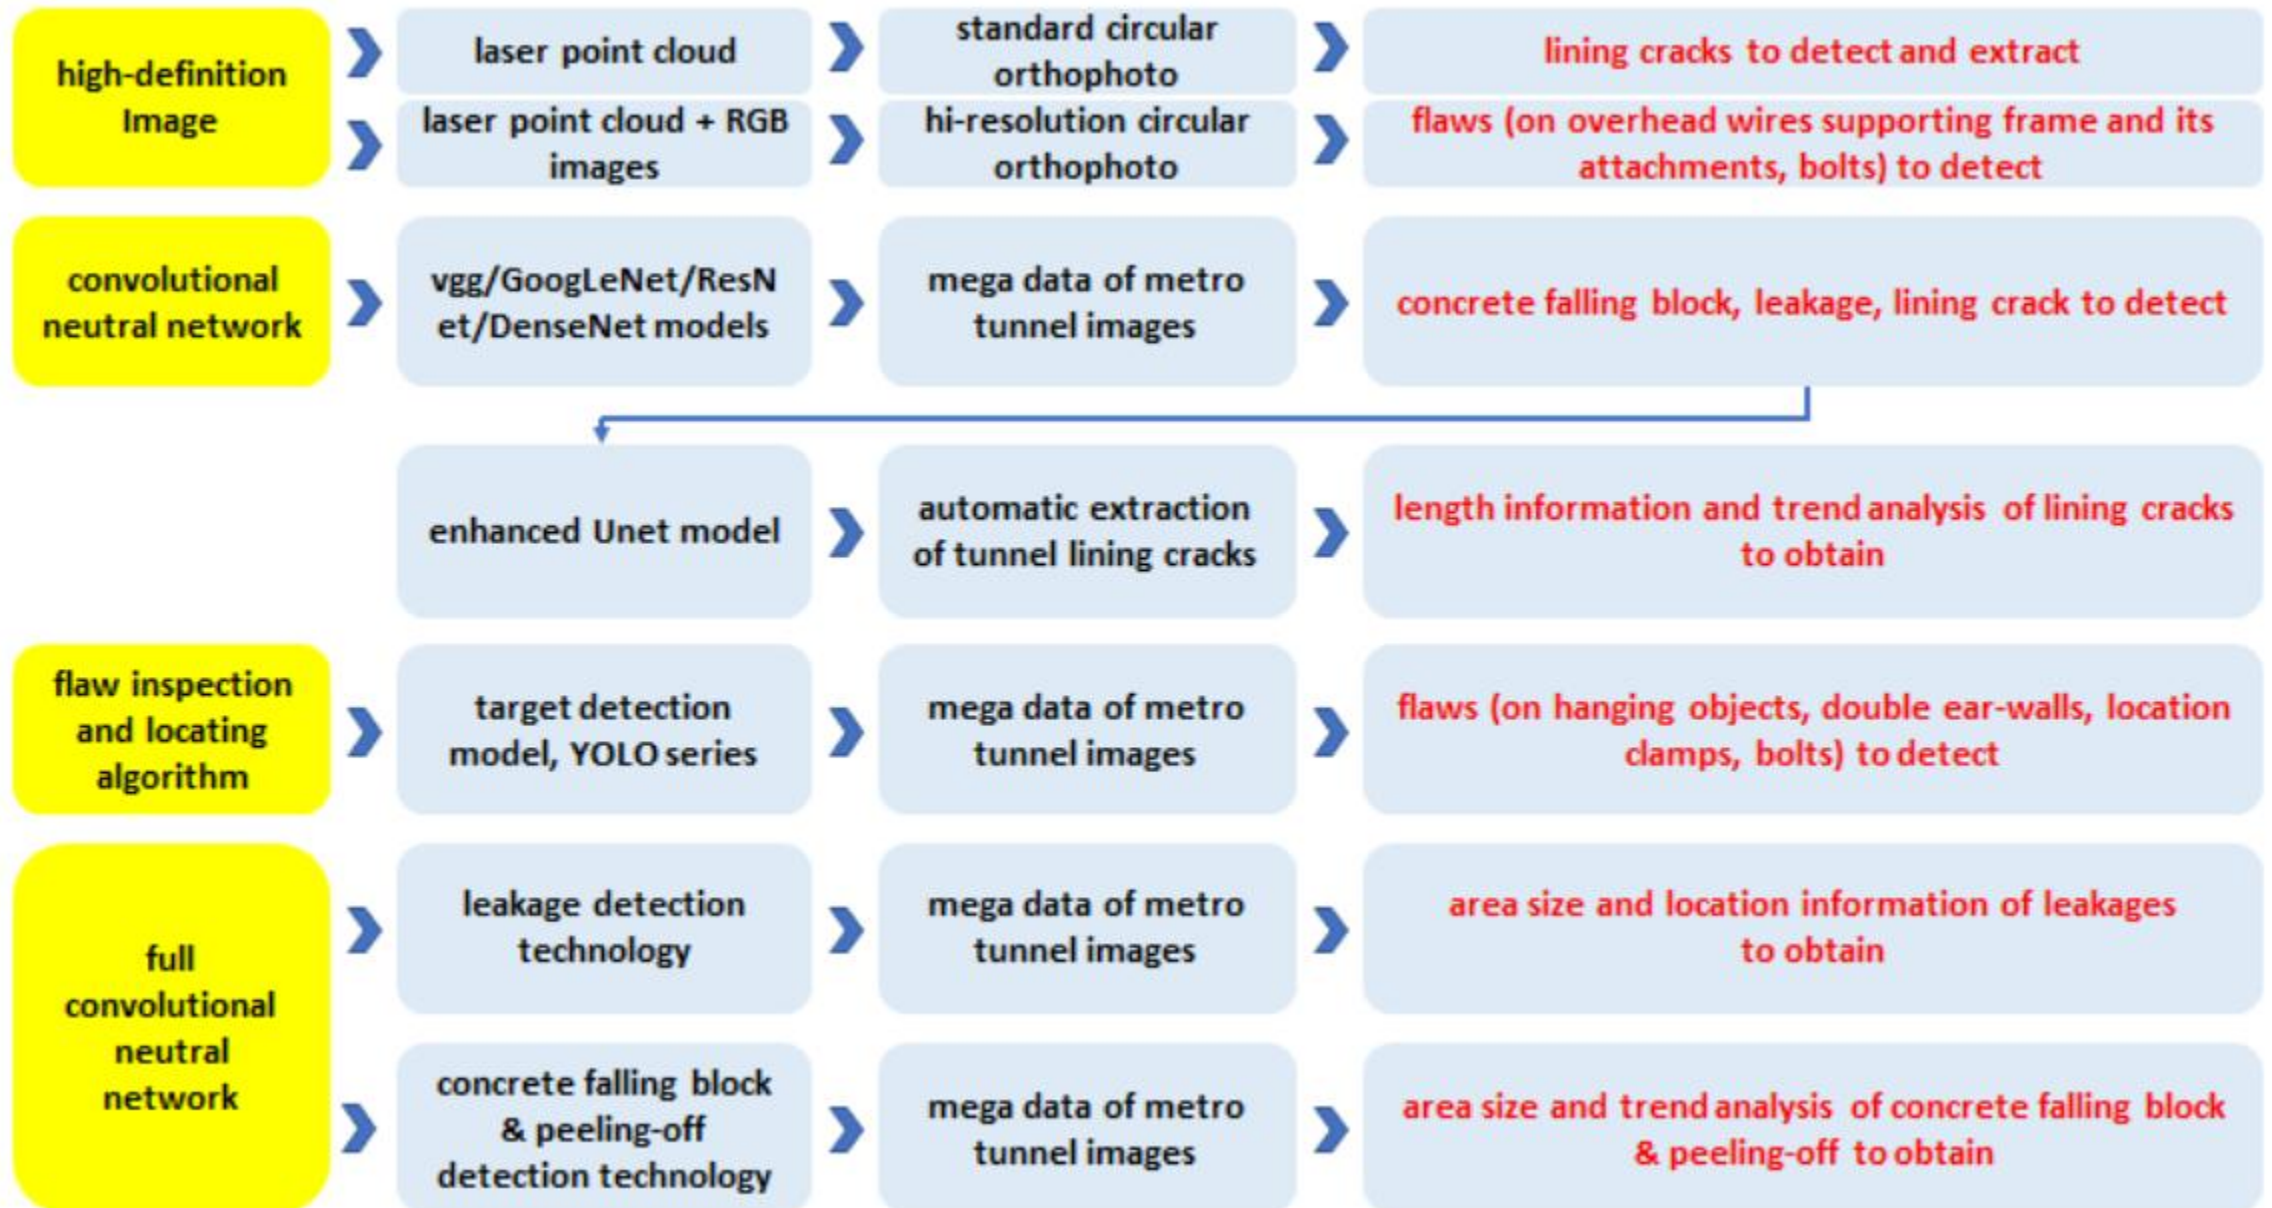 high-definition
Image
laser point cloud
standard circular
orthophoto
lining cracks to detect and extract
laser point cloud + RGB
images
hi-resolution circular
orthophoto
flaws (on overhead wires supporting frame and its
attachments, bolts) to detect
convolutional
neutral network
vgg/GoogLeNet/ResN
et/DenseNet models
mega data of metro
tunnel images
concrete falling block, leakage, lining crack to detect
enhanced Unet model
automatic extraction
of tunnel lining cracks
length information and trend analysis of lining cracks
to obtain
flaw inspection
and locating
algorithm
target detection
model, YOLO series
mega data of metro
tunnel images
flaws (on hanging objects, double ear-walls, location
clamps, bolts) to detect
full
convolutional
neutral
network
leakage detection
technology
mega data of metro
tunnel images
area size and location information of leakages
to obtain
concrete falling block
& peeling-off
detection technology
mega data of metro
tunnel images
area size and trend analysis of concrete falling block
& peeling-off to obtain